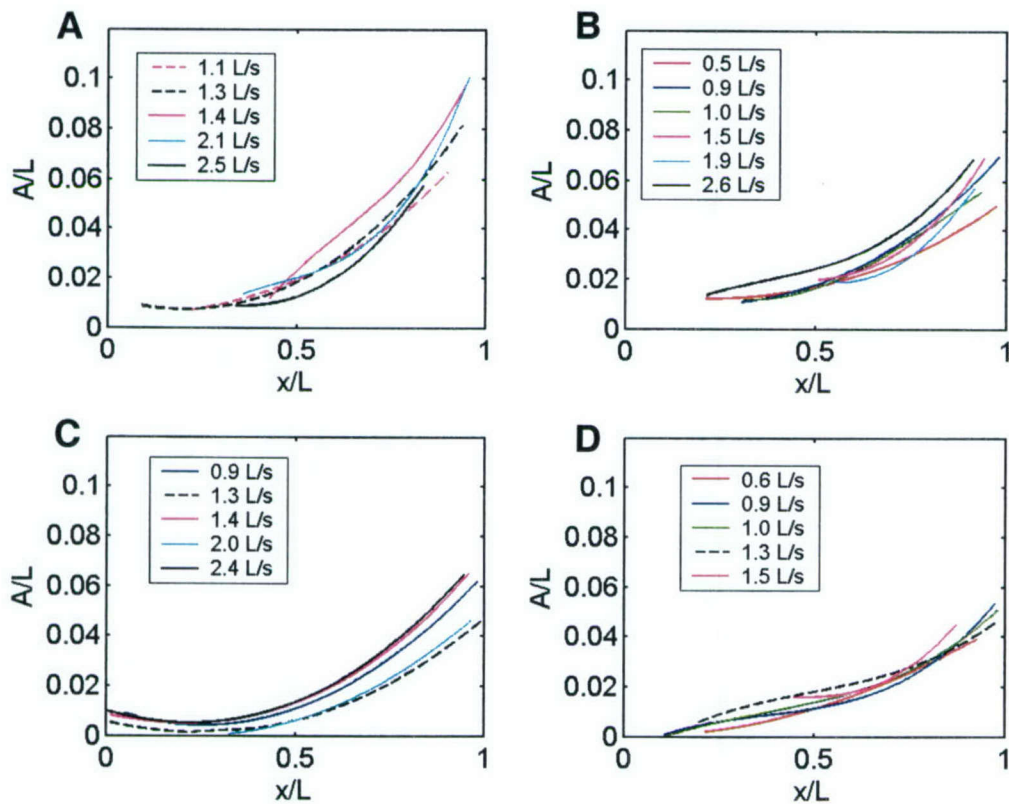 A
1.1 L/s
1.3 L/s
1.4 L/s
2.1 L/s
2.5 L/s
A/L
0.1
0.08
0.06
0.04
0.02
0
0
0.5
1
x/L
B
0.5 L/s
0.9 L/s
1.0 L/s
1.5 L/s
1.9 L/s
2.6 L/s
A/L
0.1
0.08
0.06
0.04
0.02
0
0
0.5
1
x/L
C
0.9 L/s
1.3 L/s
1.4 L/s
2.0 L/s
2.4 L/s
A/L
0.1
0.08
0.06
0.04
0.02
0
0
0.5
1
x/L
D
0.6 L/s
0.9 L/s
1.0 L/s
1.3 L/s
1.5 L/s
A/L
0.1
0.08
0.06
0.04
0.02
0
0
0.5
1
x/L